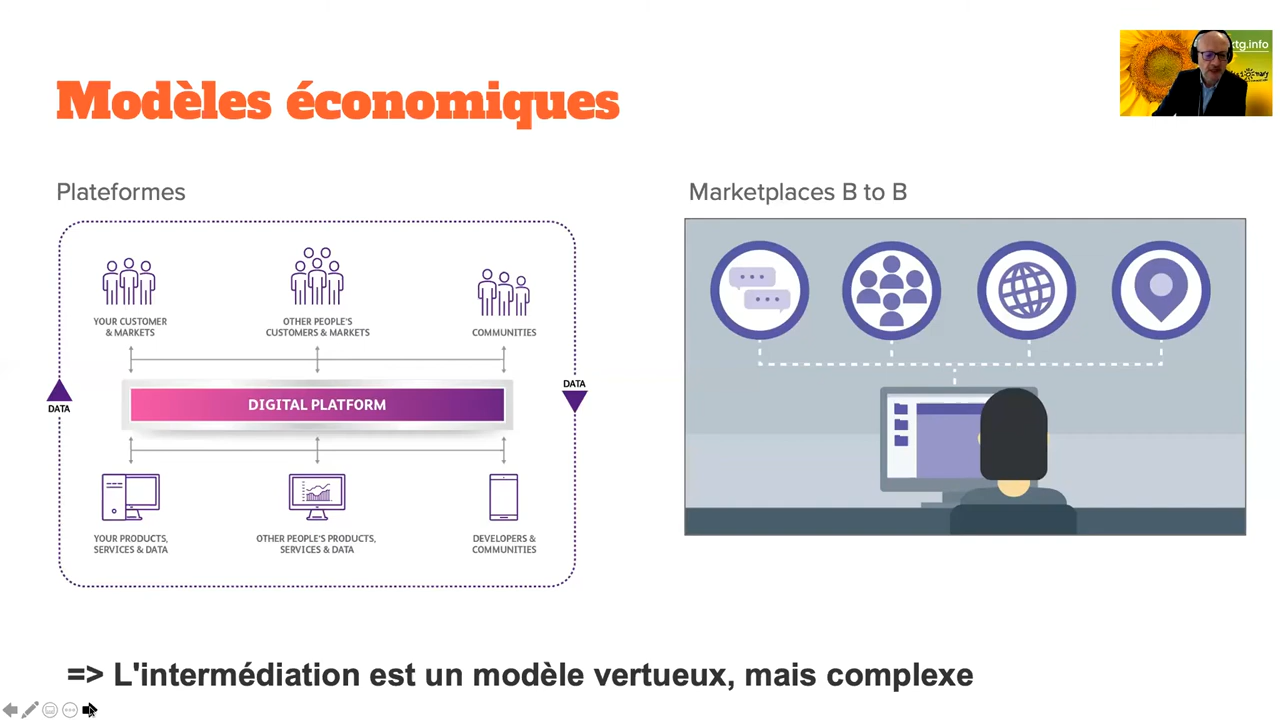 Modèles économiques
Plateformes
YOUR CUSTOMER
& MARKETS
OTHER PEOPLE'S
CUSTOMERS & MARKETS
COMMUNITIES
DATA
DIGITAL PLATFORM
DATA
YOUR PRODUCTS,
SERVICES & DATA
OTHER PEOPLE'S PRODUCTS,
SERVICES & DATA
DEVELOPERS &
COMMUNITIES
Marketplaces B to B
=> L'intermédiation est un modèle vertueux, mais complexe